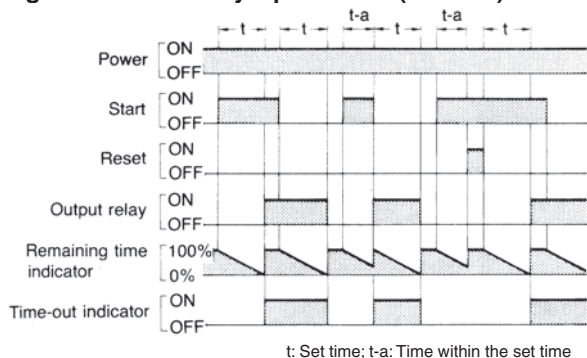 t t t-a t t-a t
Power ON
OFF
Start ON
OFF
Reset ON
OFF
Output relay ON
OFF
Remaining time indicator 100%
0%
Time-out indicator ON
OFF
t: Set time; t-a: Time within the set time